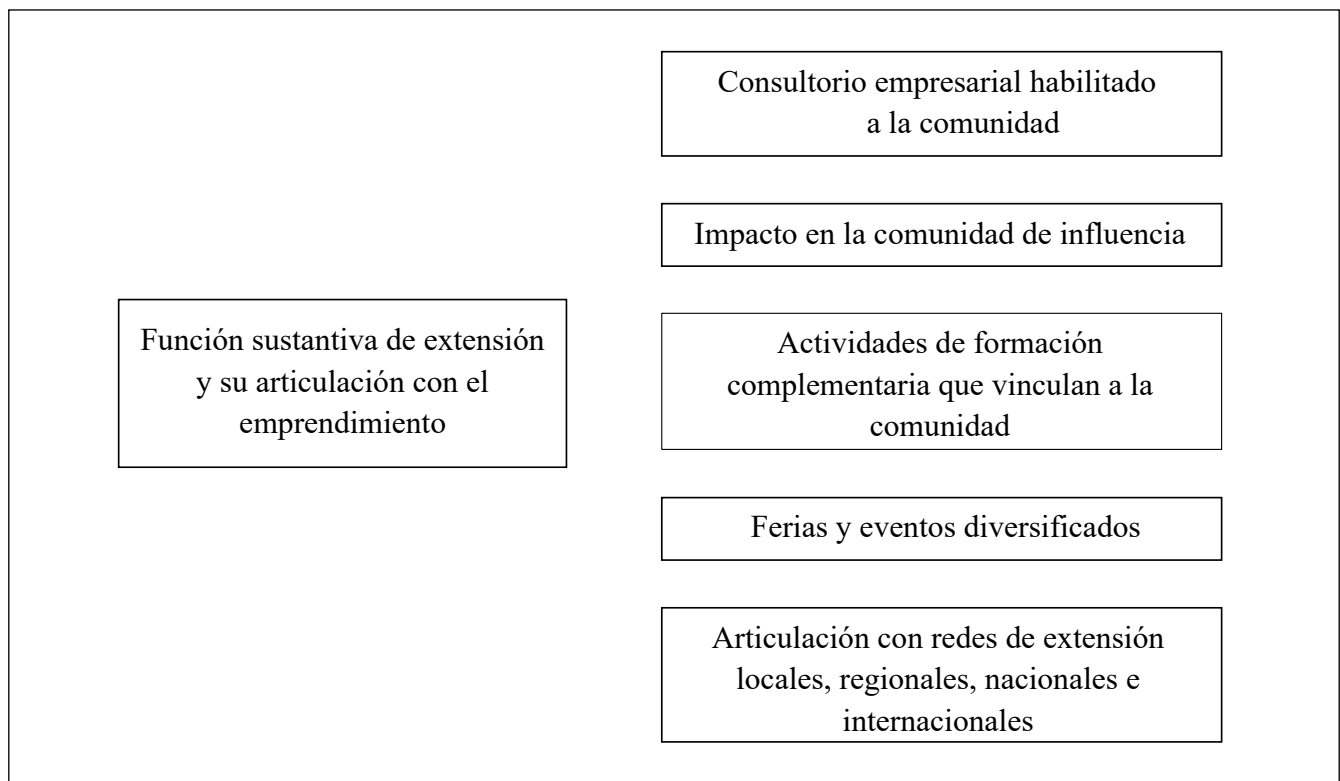 Función sustantiva de extensión
y su articulación con el
emprendimiento
Consultorio empresarial habilitado
a la comunidad
Impacto en la comunidad de influencia
Actividades de formación
complementaria que vinculan a la
comunidad
Ferias y eventos diversificados
Articulación con redes de extensión
locales, regionales, nacionales e
internacionales